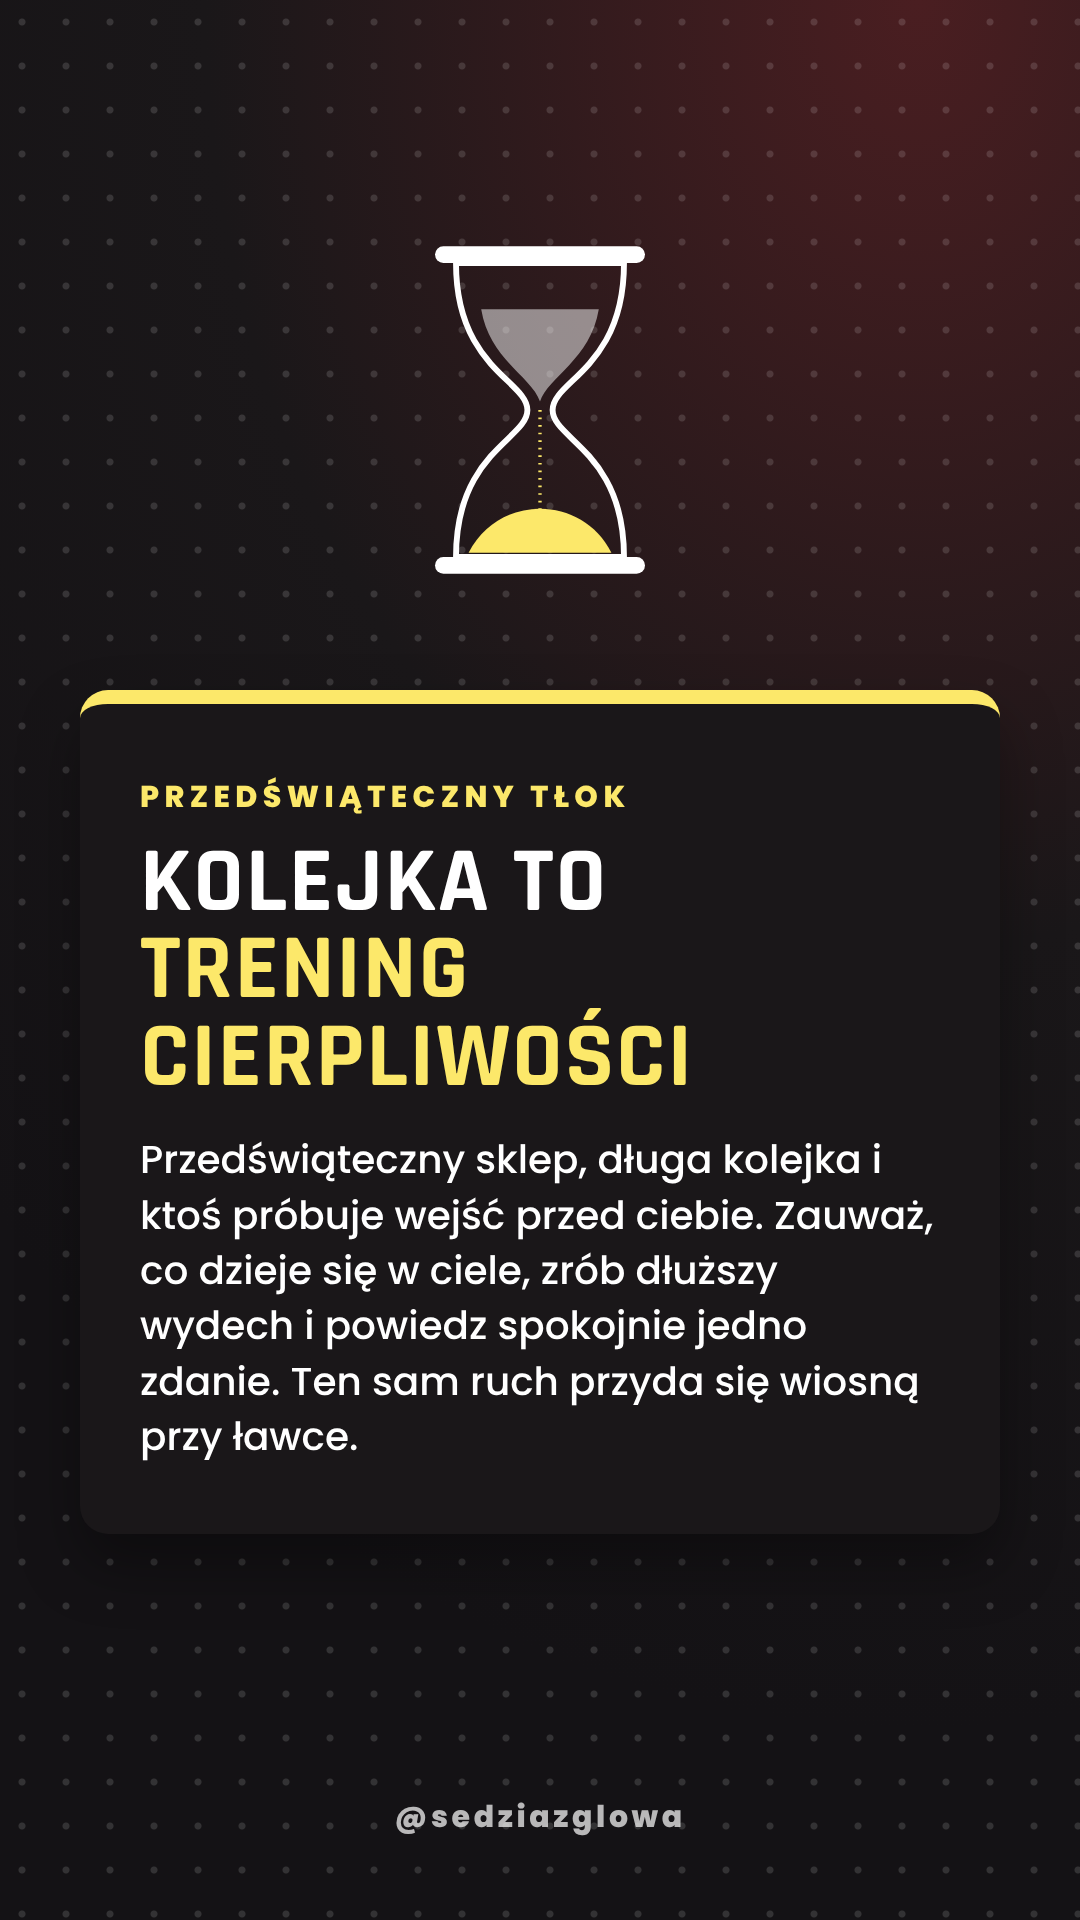 PRZEDŚWIĄTECZNY TŁOK
KOLEJKA TO
TRENING
CIERPLIWOŚCI
Przedświąteczny sklep, długa kolejka i
ktoś próbuje wejść przed ciebie. Zauważ,
co dzieje się w ciele, zrób dłuższy
wydech i powiedz spokojnie jedno
zdanie. Ten sam ruch przyda się wiosną
przy ławce.
@sedziazglowa